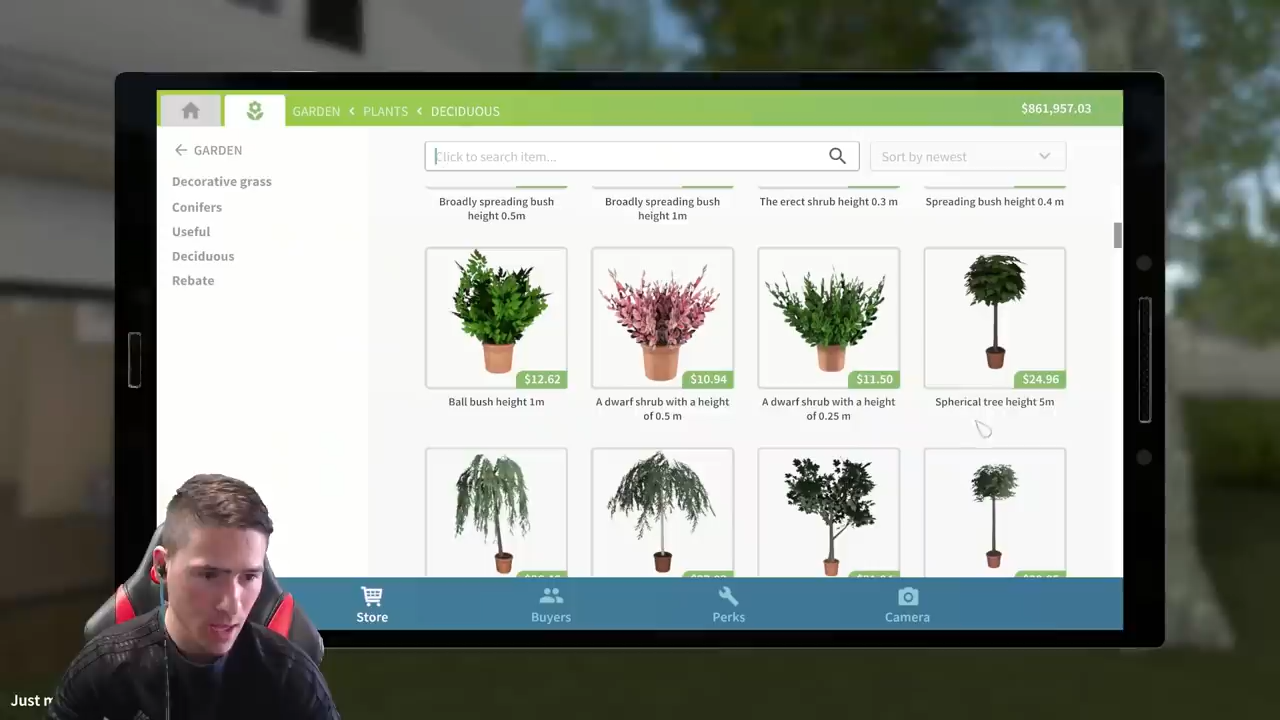 GARDEN < PLANTS < DECIDUOUS
$861,957.03
GARDEN
Click to search item...
Sort by newest
Decorative grass
Conifers
Useful
Deciduous
Rebate
Broadly spreading bush
height 0.5m
Broadly spreading bush
height 1m
The erect shrub height 0.3 m
Spreading bush height 0.4 m
$12.62
$10.94
$11.50
$24.96
Ball bush height 1m
A dwarf shrub with a height
of 0.5 m
A dwarf shrub with a height
of 0.25 m
Spherical tree height 5m
Store
Buyers
Perks
Camera
Just